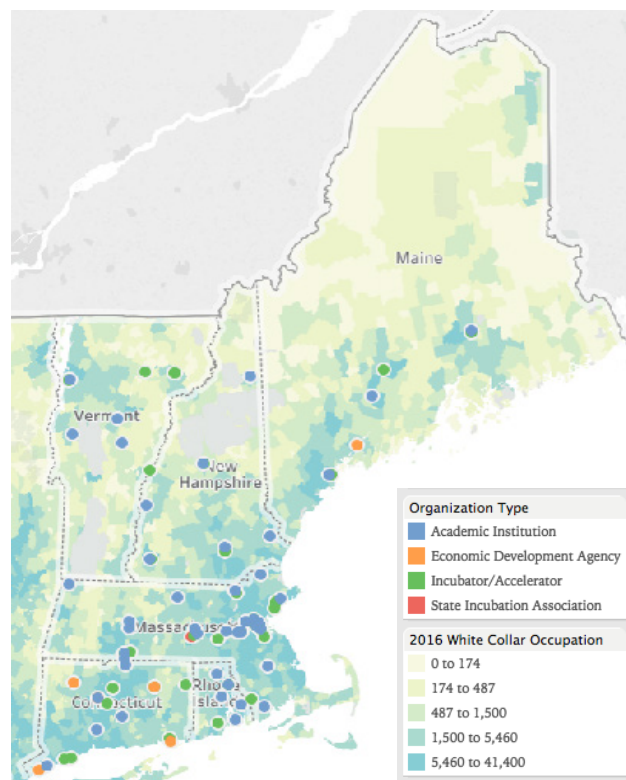 Maine
Vermont
New
Hampshire
Massachusetts
Rhode
Island
Connecticut
Organization Type
Academic Institution
Economic Development Agency
Incubator/Accelerator
State Incubation Association
2016 White Collar Occupation
0 to 174
174 to 487
487 to 1,500
1,500 to 5,460
5,460 to 41,400